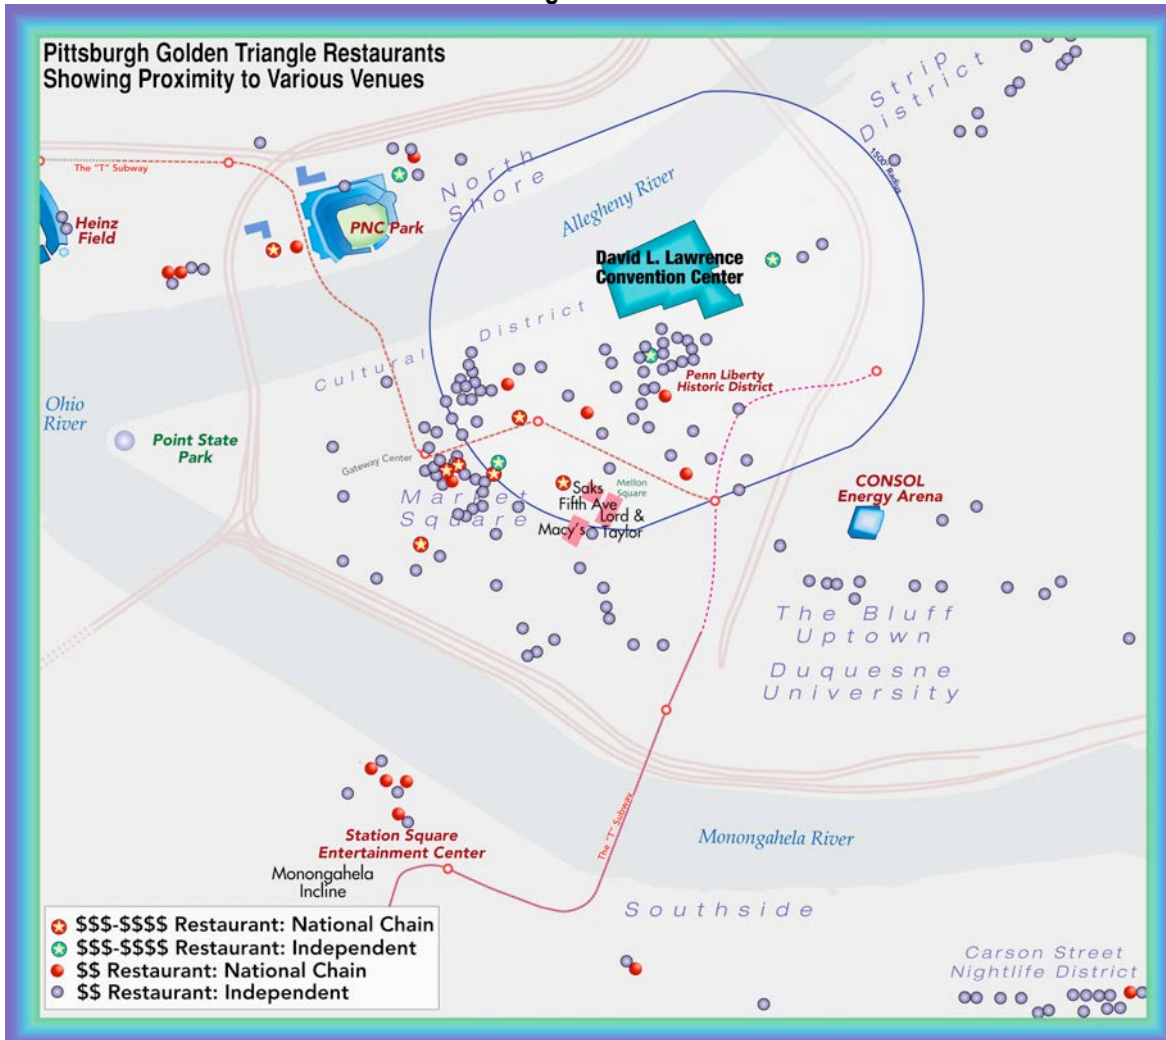 Pittsburgh Golden Triangle Restaurants
Showing Proximity to Various Venues
Strip
District
1500' Radius
The "T" Subway
North
Shore
Allegheny River
Heinz
Field
PNC Park
David L. Lawrence
Convention Center
Cultural District
Penn Liberty
Historic District
Ohio
River
Point State
Park
Gateway Center
Market
Square
Mellon
Square
Saks
Fifth Ave
Lord &
Taylor
Macy's
CONSOL
Energy Arena
The Bluff
Uptown
Duquesne
University
The "T" Subway
Monongahela River
Station Square
Entertainment Center
Monongahela
Incline
Southside
Carson Street
Nightlife District
$$$-$$$$ Restaurant: National Chain
$$$-$$$$ Restaurant: Independent
$$ Restaurant: National Chain
$$ Restaurant: Independent